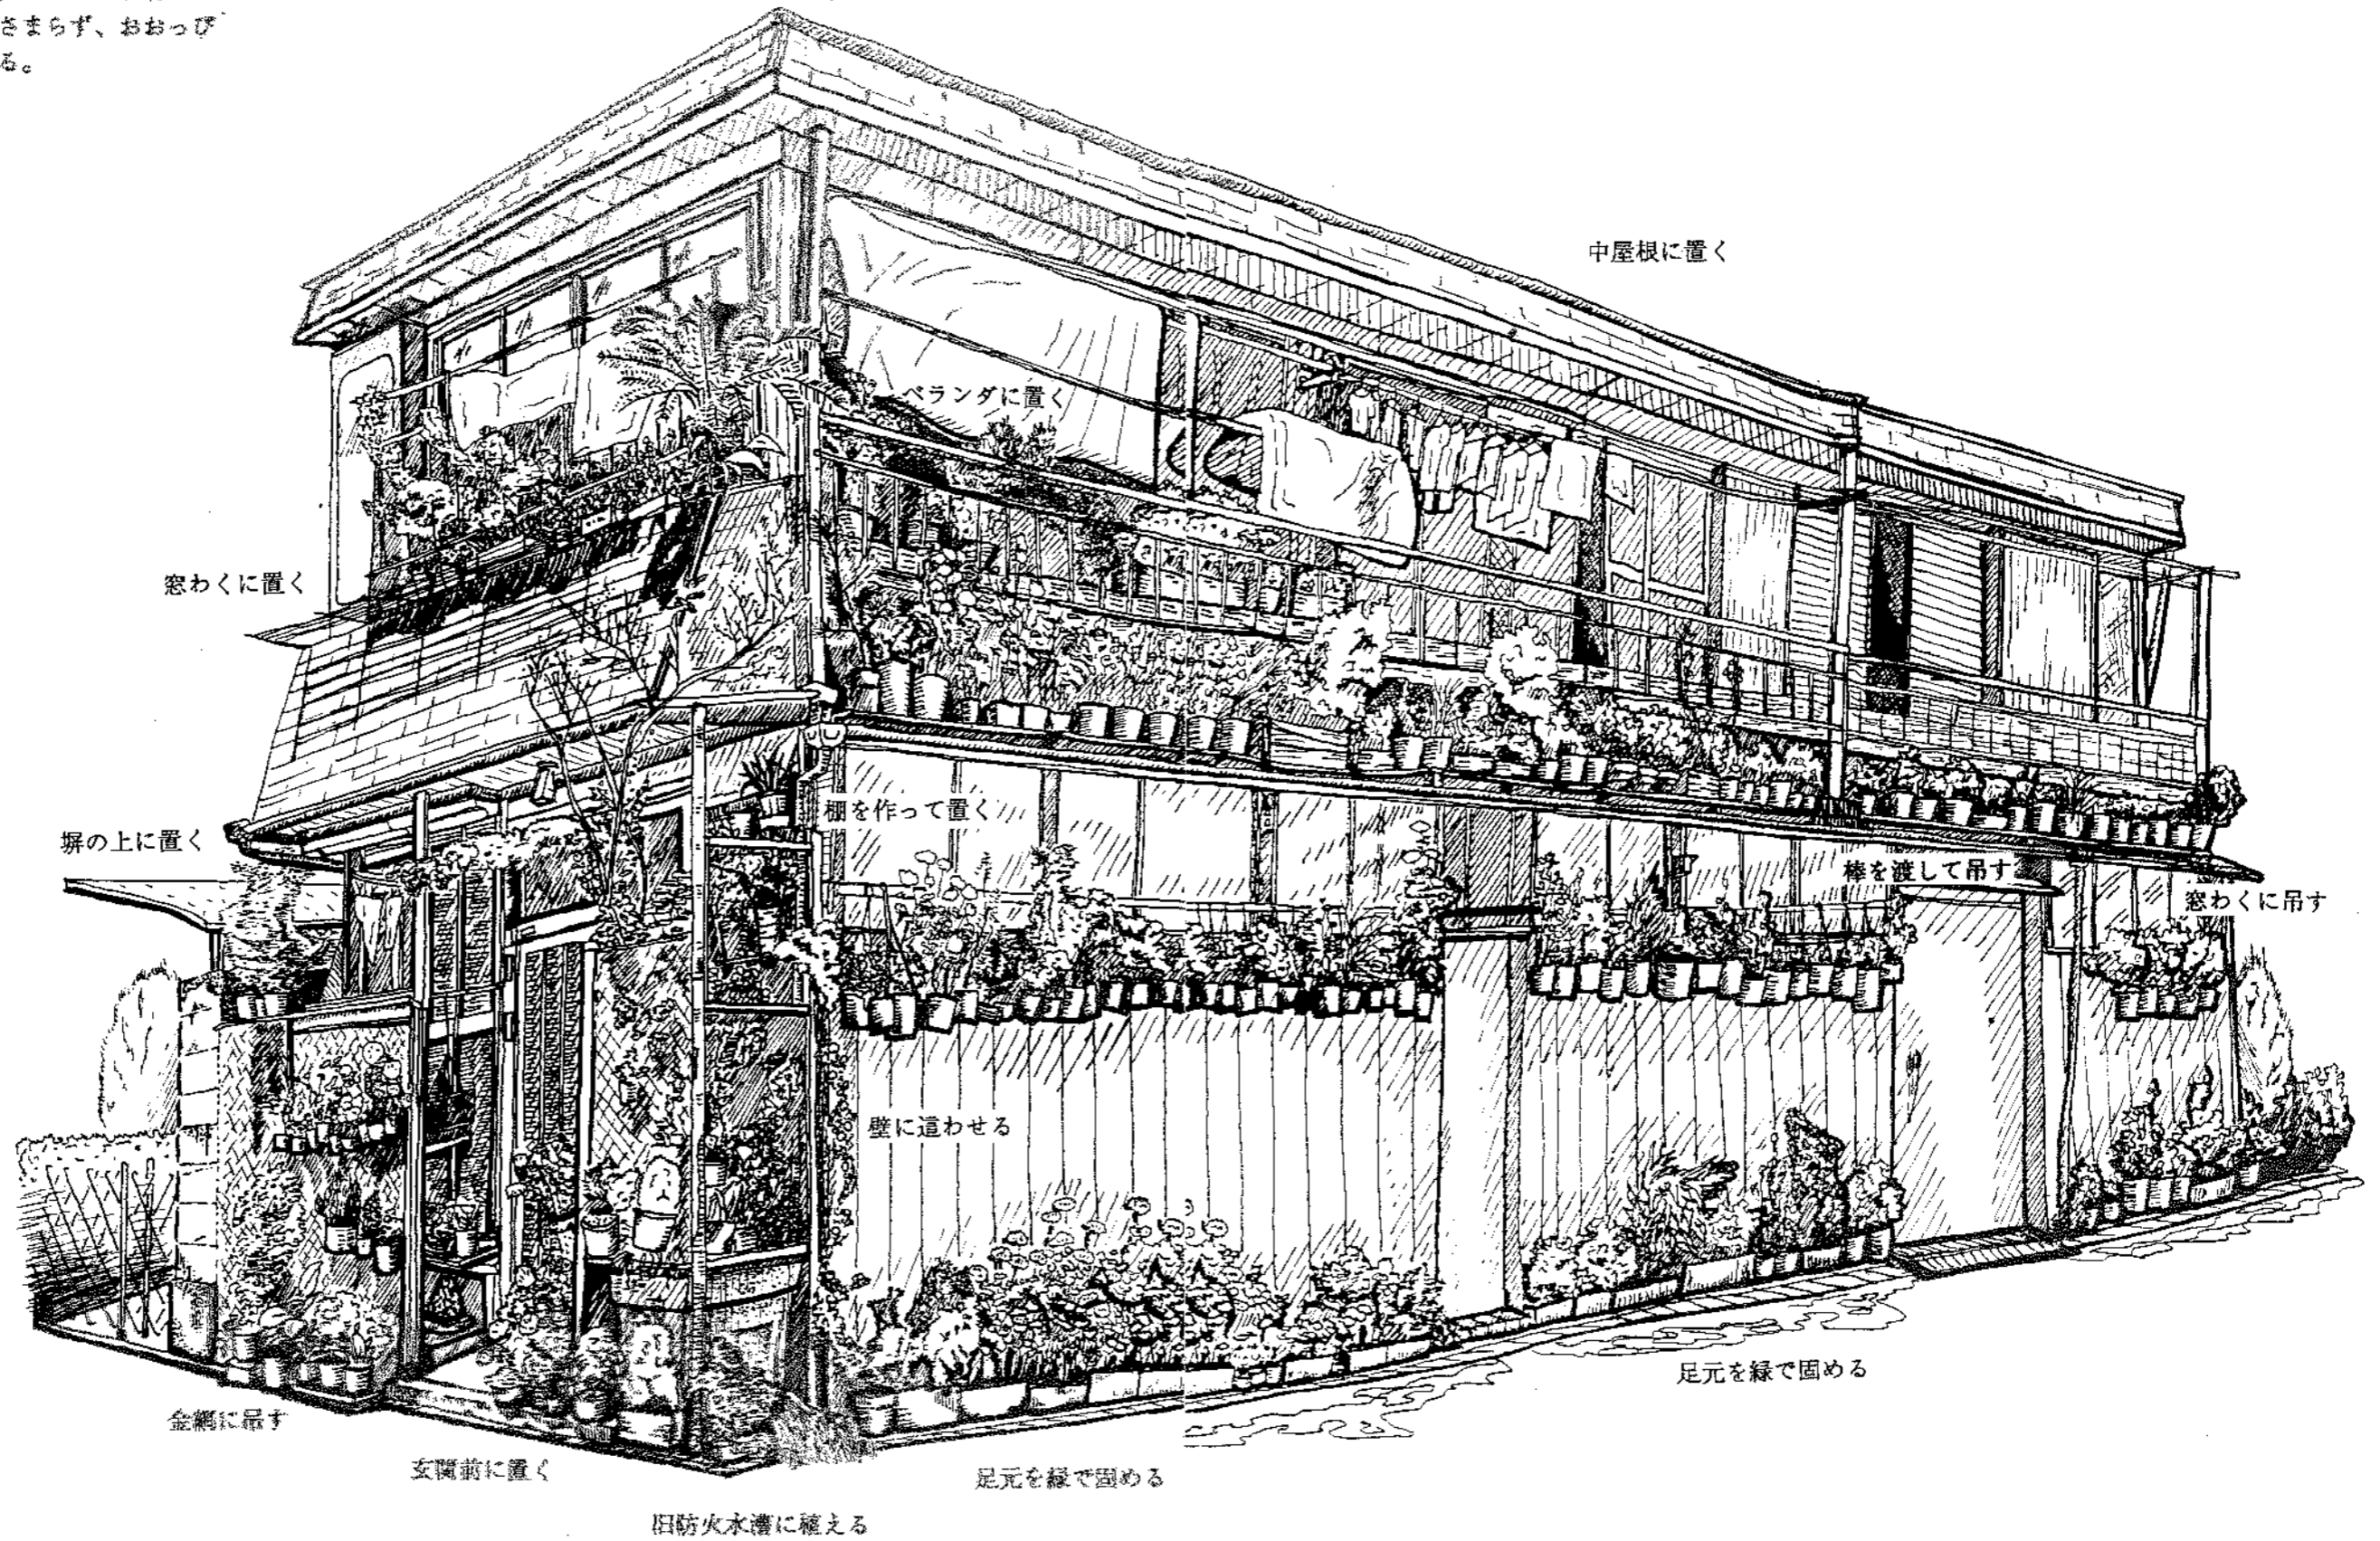 さまらず、おおっぴ
る。
中屋根に置く
ベランダに置く
窓わくに置く
棚を作って置く
塀の上に置く
棒を渡して吊す
窓わくに吊す
壁に這わせる
足元を緑で固める
金網に吊す
玄関前に置く
足元を緑で固める
旧防火水漕に植える